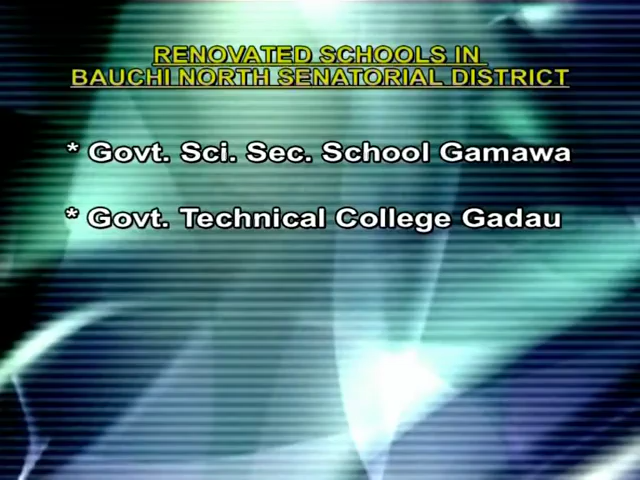 RENOVATED SCHOOLS IN
BAUCHI NORTH SENATORIAL DISTRICT
* Govt. Sci. Sec. School Gamawa
* Govt. Technical College Gadau